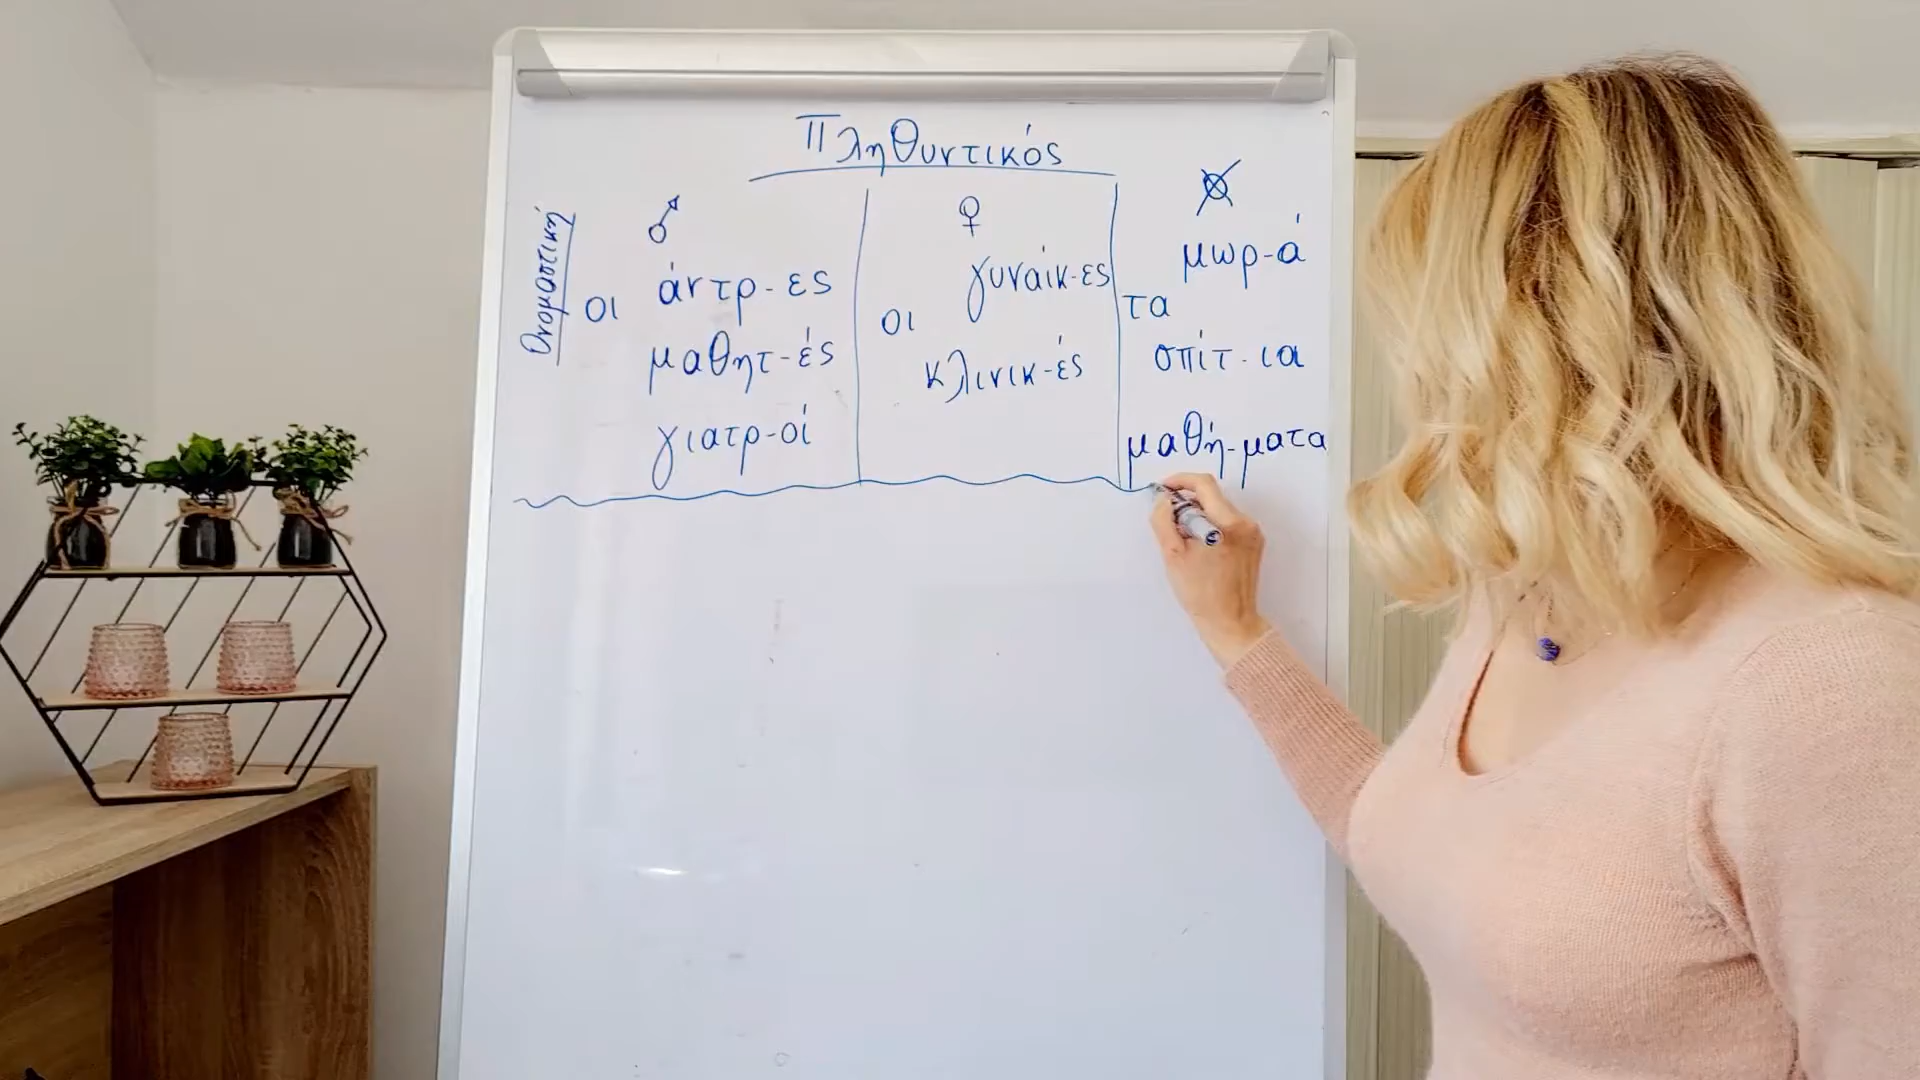 Πληθυντικός
Ονομαστική
οι
άντρ-ες
μαθητ-ές
γιατρ-οί
οι
γυναίκ-ες
κλινικ-ές
τα
μωρ-ά
σπίτ-ια
μαθή-ματα